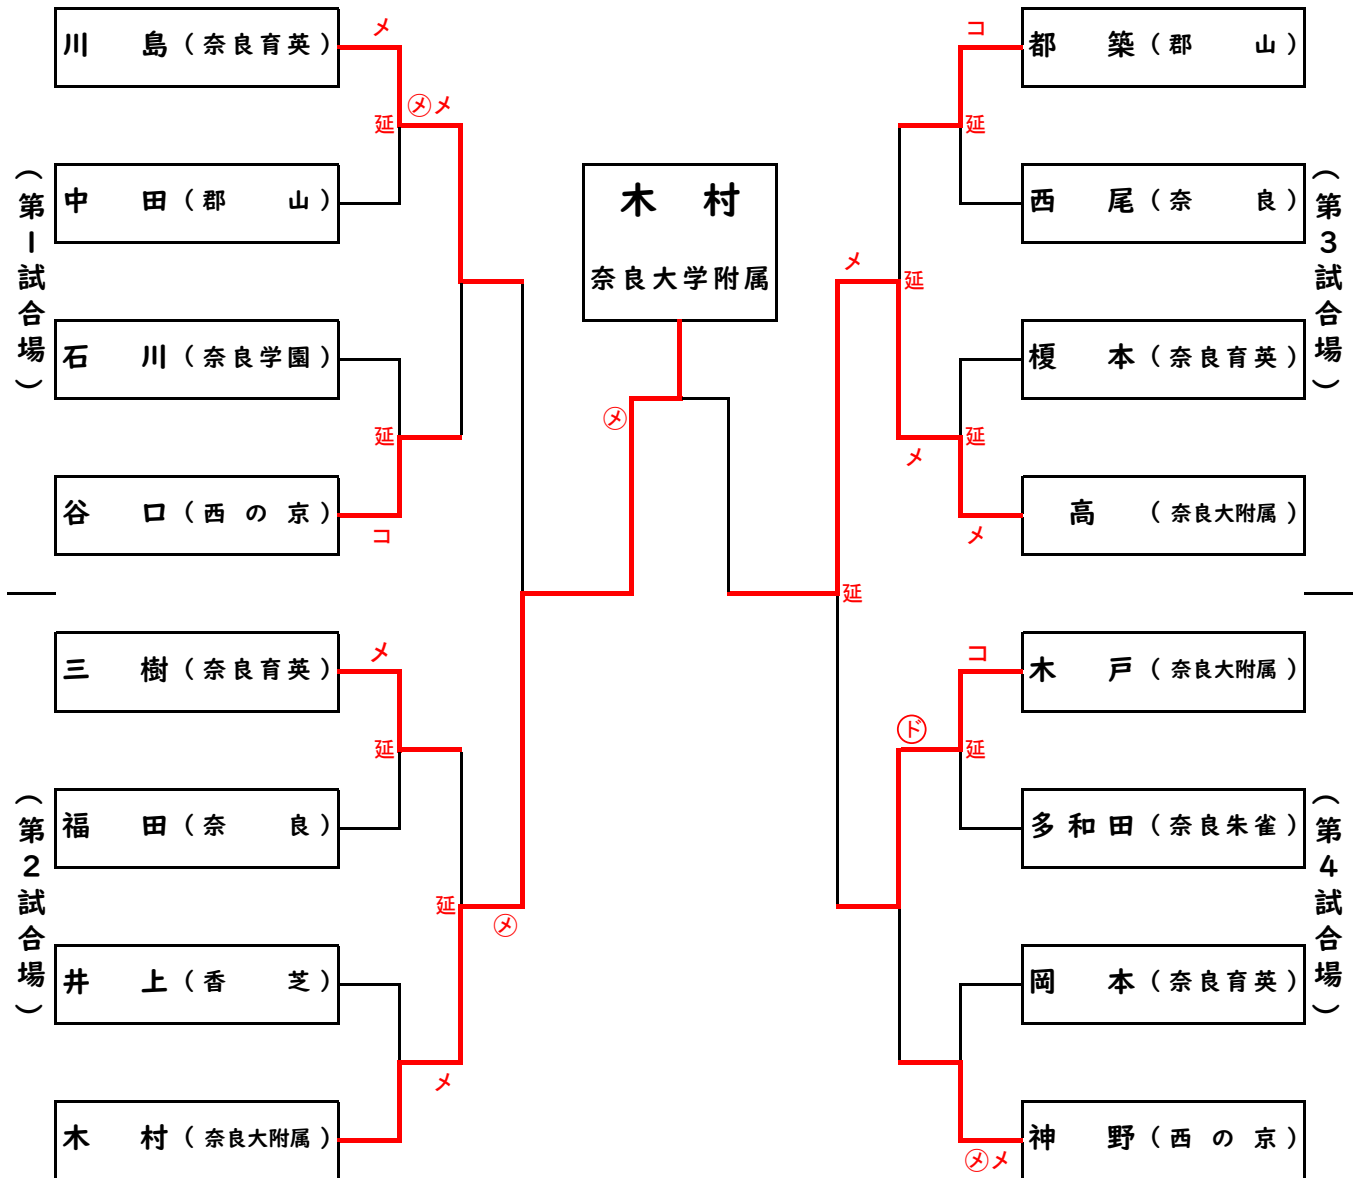 川島（奈良育英）
メ
㋱メ
延
中田（郡山）
（第1試合場）
石川（奈良学園）
延
谷口（西の京）
コ
三樹（奈良育英）
メ
延
福田（奈良）
（第2試合場）
延
㋱
井上（香芝）
メ
木村（奈良大附属）
木村
奈良大学附属
㋱
都築（郡山）
コ
延
西尾（奈良）
（第3試合場）
メ
延
榎本（奈良育英）
延
メ
高（奈良大附属）
メ
延
木戸（奈良大附属）
コ
㋣゙
延
多和田（奈良朱雀）
（第4試合場）
岡本（奈良育英）
神野（西の京）
㋱メ